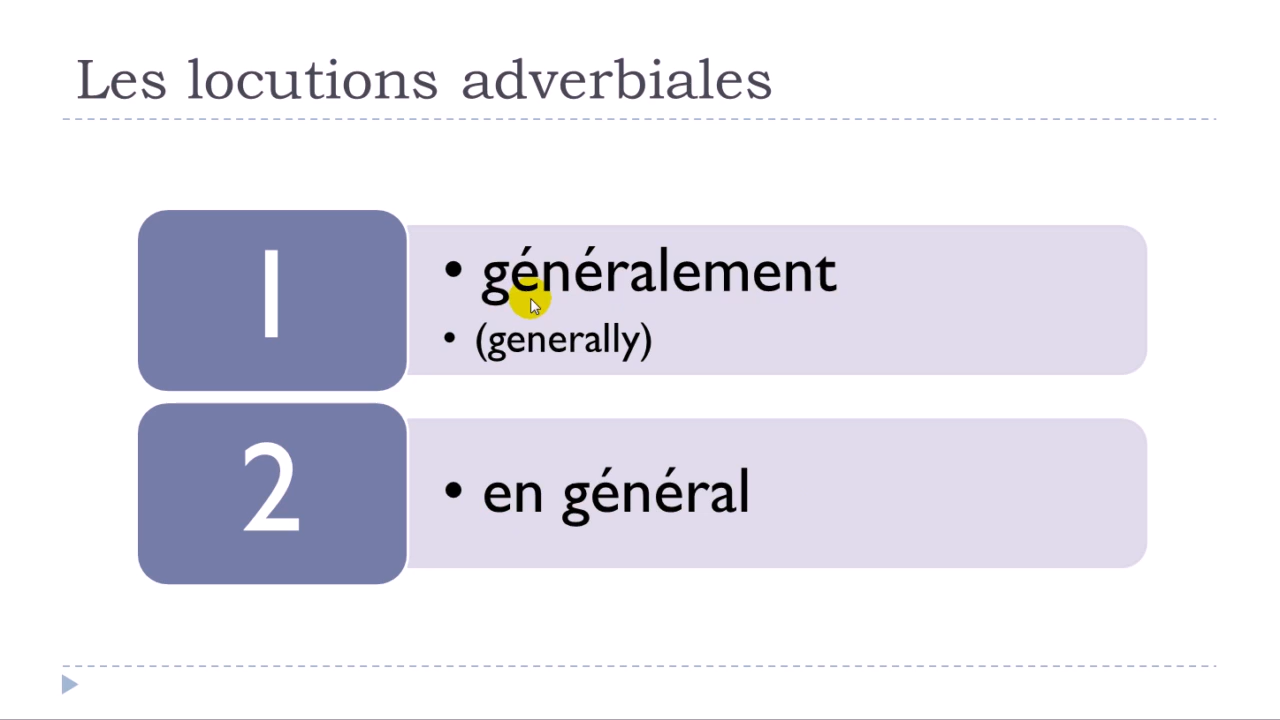 Les locutions adverbiales
1
• généralement
• (generally)
2
• en général